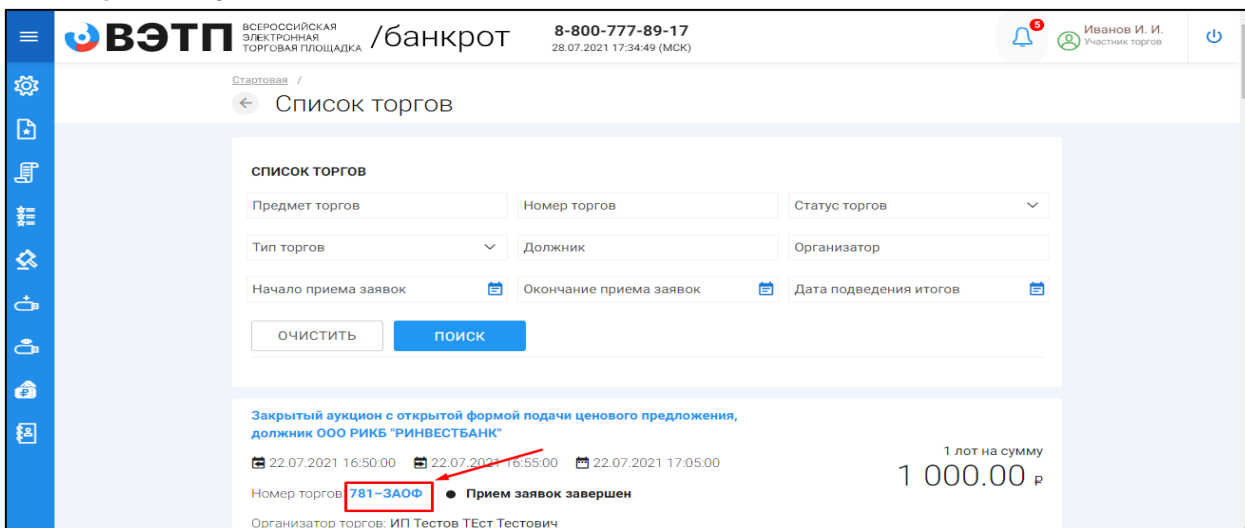 ВЭТП ВСЕРОССИЙСКАЯ ЭЛЕКТРОННАЯ ТОРГОВАЯ ПЛОЩАДКА /банкрот
8-800-777-89-17
28.07.2021 17:34:49 (МСК)
5
Иванов И. И.
Участник торгов
Стартовая /
Список торгов
СПИСОК ТОРГОВ
Предмет торгов Номер торгов Статус торгов
Тип торгов Должник Организатор
Начало приема заявок Окончание приема заявок Дата подведения итогов
ОЧИСТИТЬ ПОИСК
Закрытый аукцион с открытой формой подачи ценового предложения,
должник ООО РИКБ "РИНВЕСТБАНК"
22.07.2021 16:50:00 22.07.2021 16:55:00 22.07.2021 17:05:00
1 лот на сумму
1 000.00 ₽
Номер торгов: 781-ЗАОФ ● Прием заявок завершен
Организатор торгов: ИП Тестов ТЕст Тестович